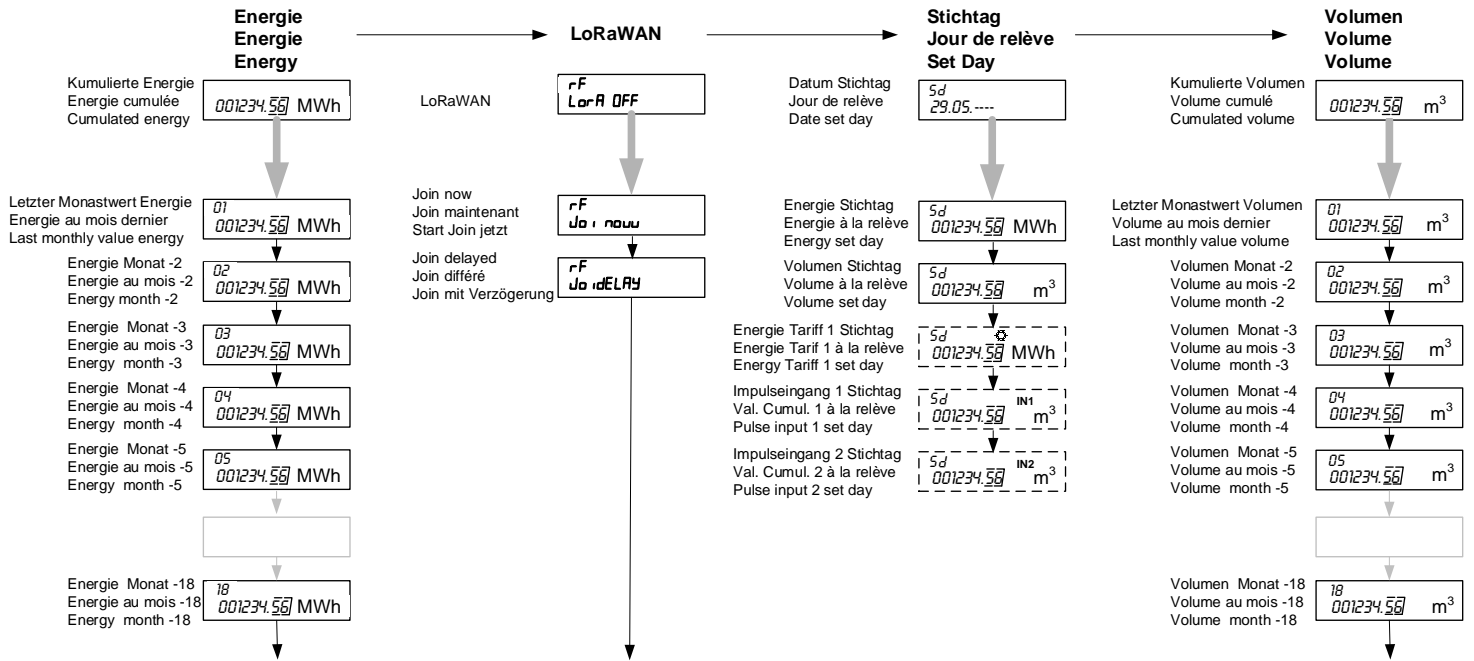 Energie
Energie
Energy
Kumulierte Energie
Energie cumulée
Cumulated energy
001234.56 MWh
Letzter Monastwert Energie
Energie au mois dernier
Last monthly value energy
01
001234.56 MWh
Energie Monat -2
Energie au mois -2
Energy month -2
02
001234.56 MWh
Energie Monat -3
Energie au mois -3
Energy month -3
03
001234.56 MWh
Energie Monat -4
Energie au mois -4
Energy month -4
04
001234.56 MWh
Energie Monat -5
Energie au mois -5
Energy month -5
05
001234.56 MWh
Energie Monat -18
Energie au mois -18
Energy month -18
18
001234.56 MWh
LoRaWAN
LoRaWAN
rF
LorA OFF
Join now
Join maintenant
Start Join jetzt
rF
Joi nouu
Join delayed
Join différé
Join mit Verzögerung
rF
JoidELAY
Stichtag
Jour de relève
Set Day
Datum Stichtag
Jour de relève
Date set day
Sd
29.05.----
Energie Stichtag
Energie à la relève
Energy set day
Sd
001234.56 MWh
Volumen Stichtag
Volume à la relève
Volume set day
Sd
001234.56 m³
Energie Tariff 1 Stichtag
Energie Tarif 1 à la relève
Energy Tariff 1 set day
Sd
001234.56 MWh
Impulseingang 1 Stichtag
Val. Cumul. 1 à la relève
Pulse input 1 set day
Sd IN1
001234.56 m³
Impulseingang 2 Stichtag
Val. Cumul. 2 à la relève
Pulse input 2 set day
Sd IN2
001234.56 m³
Volumen
Volume
Volume
Kumulierte Volumen
Volume cumulé
Cumulated volume
001234.56 m³
Letzter Monastwert Volumen
Volume au mois dernier
Last monthly value volume
01
001234.56 m³
Volumen Monat -2
Volume au mois -2
Volume month -2
02
001234.56 m³
Volumen Monat -3
Volume au mois -3
Volume month -3
03
001234.56 m³
Volumen Monat -4
Volume au mois -4
Volume month -4
04
001234.56 m³
Volumen Monat -5
Volume au mois -5
Volume month -5
05
001234.56 m³
Volumen Monat -18
Volume au mois -18
Volume month -18
18
001234.56 m³